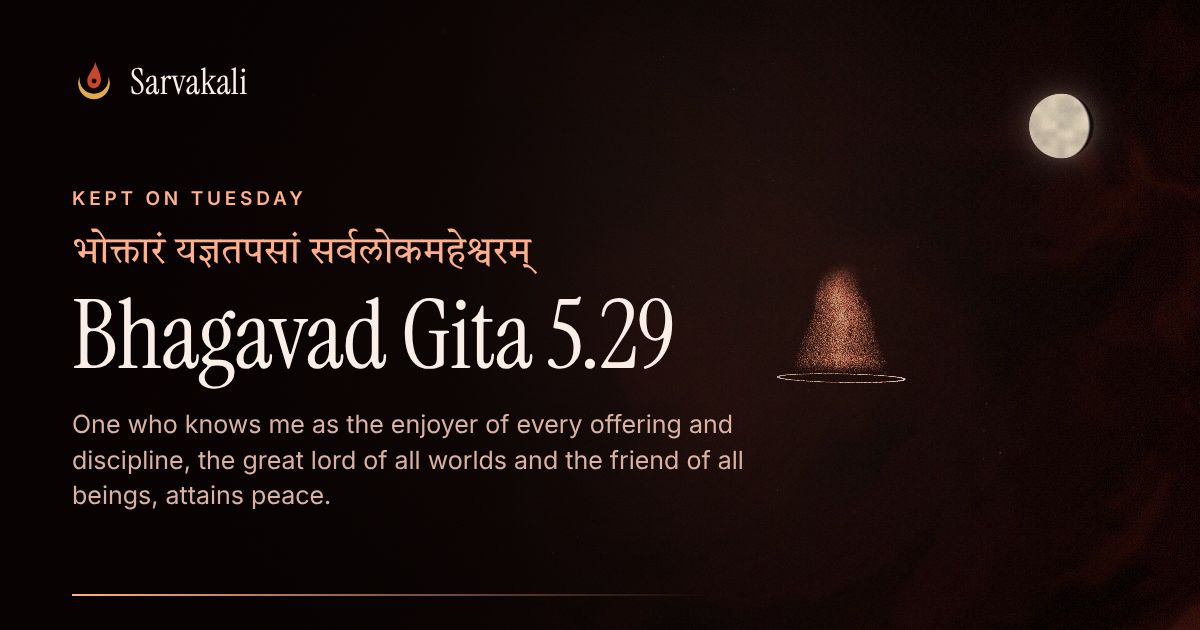 Sarvakali
KEPT ON TUESDAY
भोक्तारं यज्ञतपसां सर्वलोकमहेश्वरम्
Bhagavad Gita 5.29
One who knows me as the enjoyer of every offering and
discipline, the great lord of all worlds and the friend of all
beings, attains peace.